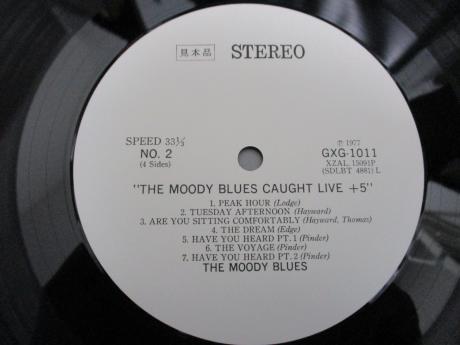 見本品 STEREO
SPEED 33⅓
NO. 2
(4 Sides)
℗ 1977
GXG-1011
XZAL. 15091P
(SDLBT 4881) L
"THE MOODY BLUES CAUGHT LIVE +5"
1. PEAK HOUR (Lodge)
2. TUESDAY AFTERNOON (Hayward)
3. ARE YOU SITTING COMFORTABLY (Hayward, Thomas)
4. THE DREAM (Edge)
5. HAVE YOU HEARD PT. 1 (Pinder)
6. THE VOYAGE (Pinder)
7. HAVE YOU HEARD PT. 2 (Pinder)
THE MOODY BLUES